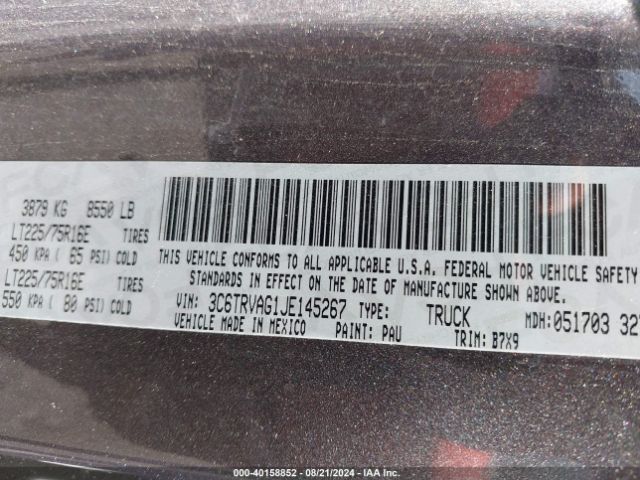 3879 KG 8550 LB
LT225/75R16E TIRES
450 KPA ( 65 PSI) COLD
LT225/75R16E TIRES
550 KPA ( 80 PSI) COLD
THIS VEHICLE CONFORMS TO ALL APPLICABLE U.S.A. FEDERAL MOTOR VEHICLE SAFETY
STANDARDS IN EFFECT ON THE DATE OF MANUFACTURE SHOWN ABOVE.
VIN: 3C6TRVAG1JE145267 TYPE: TRUCK MDH:051703 327
VEHICLE MADE IN MEXICO PAINT: PAU TRIM: B7X9
000-40158852 / 08/21/2024 - IAA Inc.